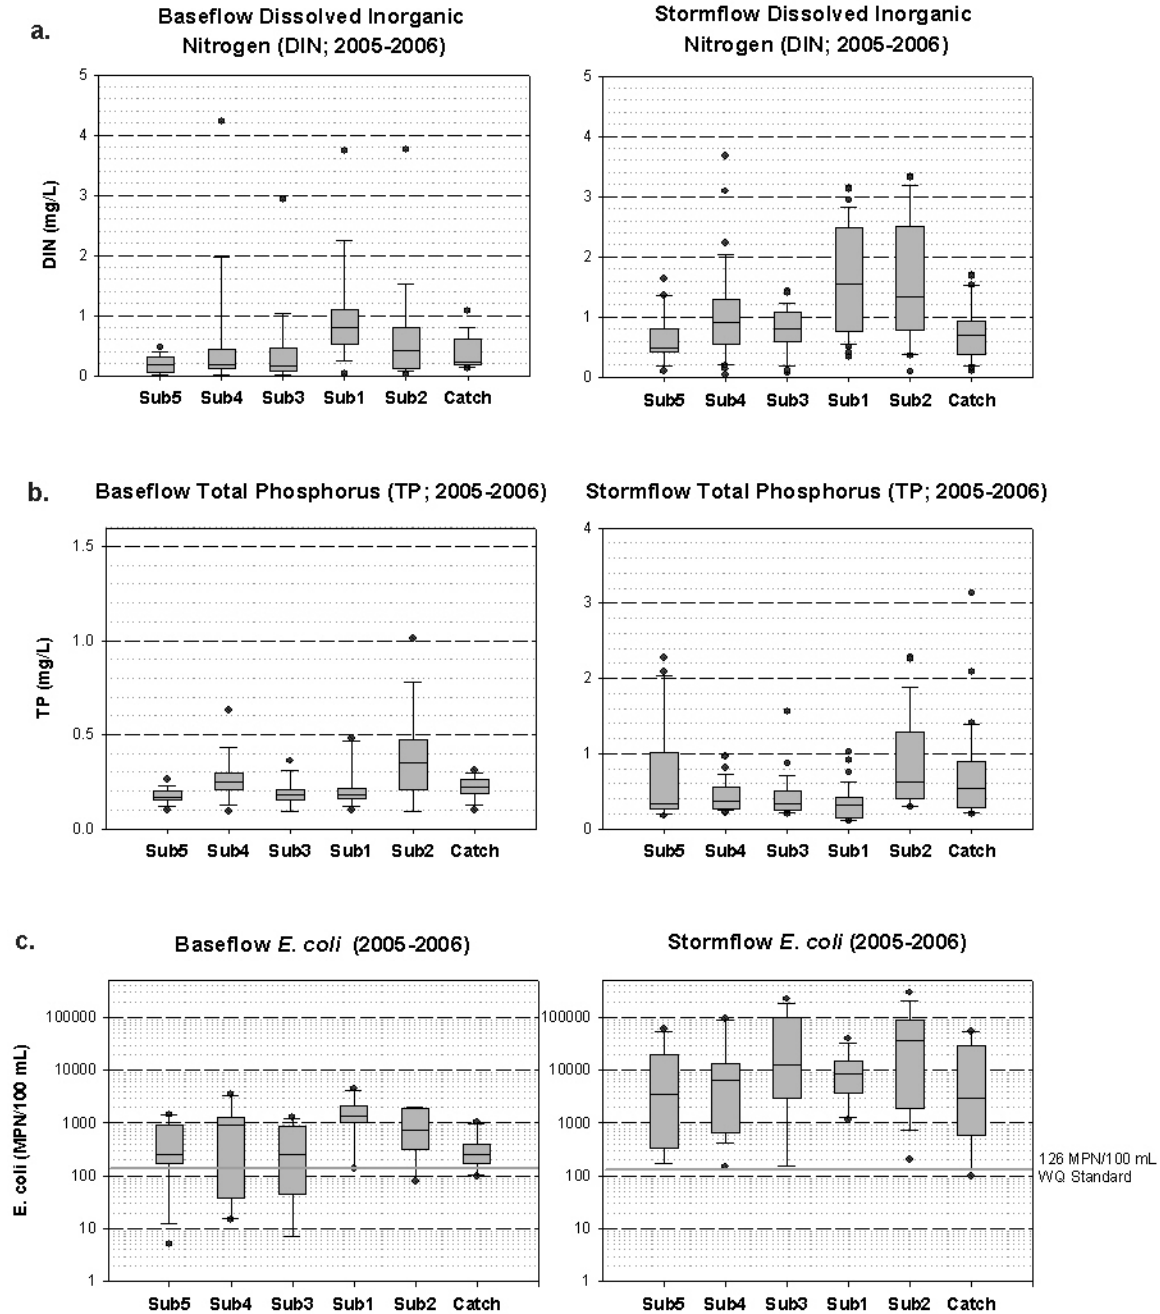 a.
Baseflow Dissolved Inorganic
Nitrogen (DIN; 2005-2006)
Stormflow Dissolved Inorganic
Nitrogen (DIN; 2005-2006)
DIN (mg/L)
5
4
3
2
1
0
Sub5 Sub4 Sub3 Sub1 Sub2 Catch
5
4
3
2
1
0
Sub5 Sub4 Sub3 Sub1 Sub2 Catch
b.
Baseflow Total Phosphorus (TP; 2005-2006)
Stormflow Total Phosphorus (TP; 2005-2006)
TP (mg/L)
1.5
1.0
0.5
0.0
Sub5 Sub4 Sub3 Sub1 Sub2 Catch
4
3
2
1
0
Sub5 Sub4 Sub3 Sub1 Sub2 Catch
c.
Baseflow E. coli (2005-2006)
Stormflow E. coli (2005-2006)
E. coli (MPN/100 mL)
100000
10000
1000
100
10
1
Sub5 Sub4 Sub3 Sub1 Sub2 Catch
100000
10000
1000
100
10
1
Sub5 Sub4 Sub3 Sub1 Sub2 Catch
126 MPN/100 mL
WQ Standard